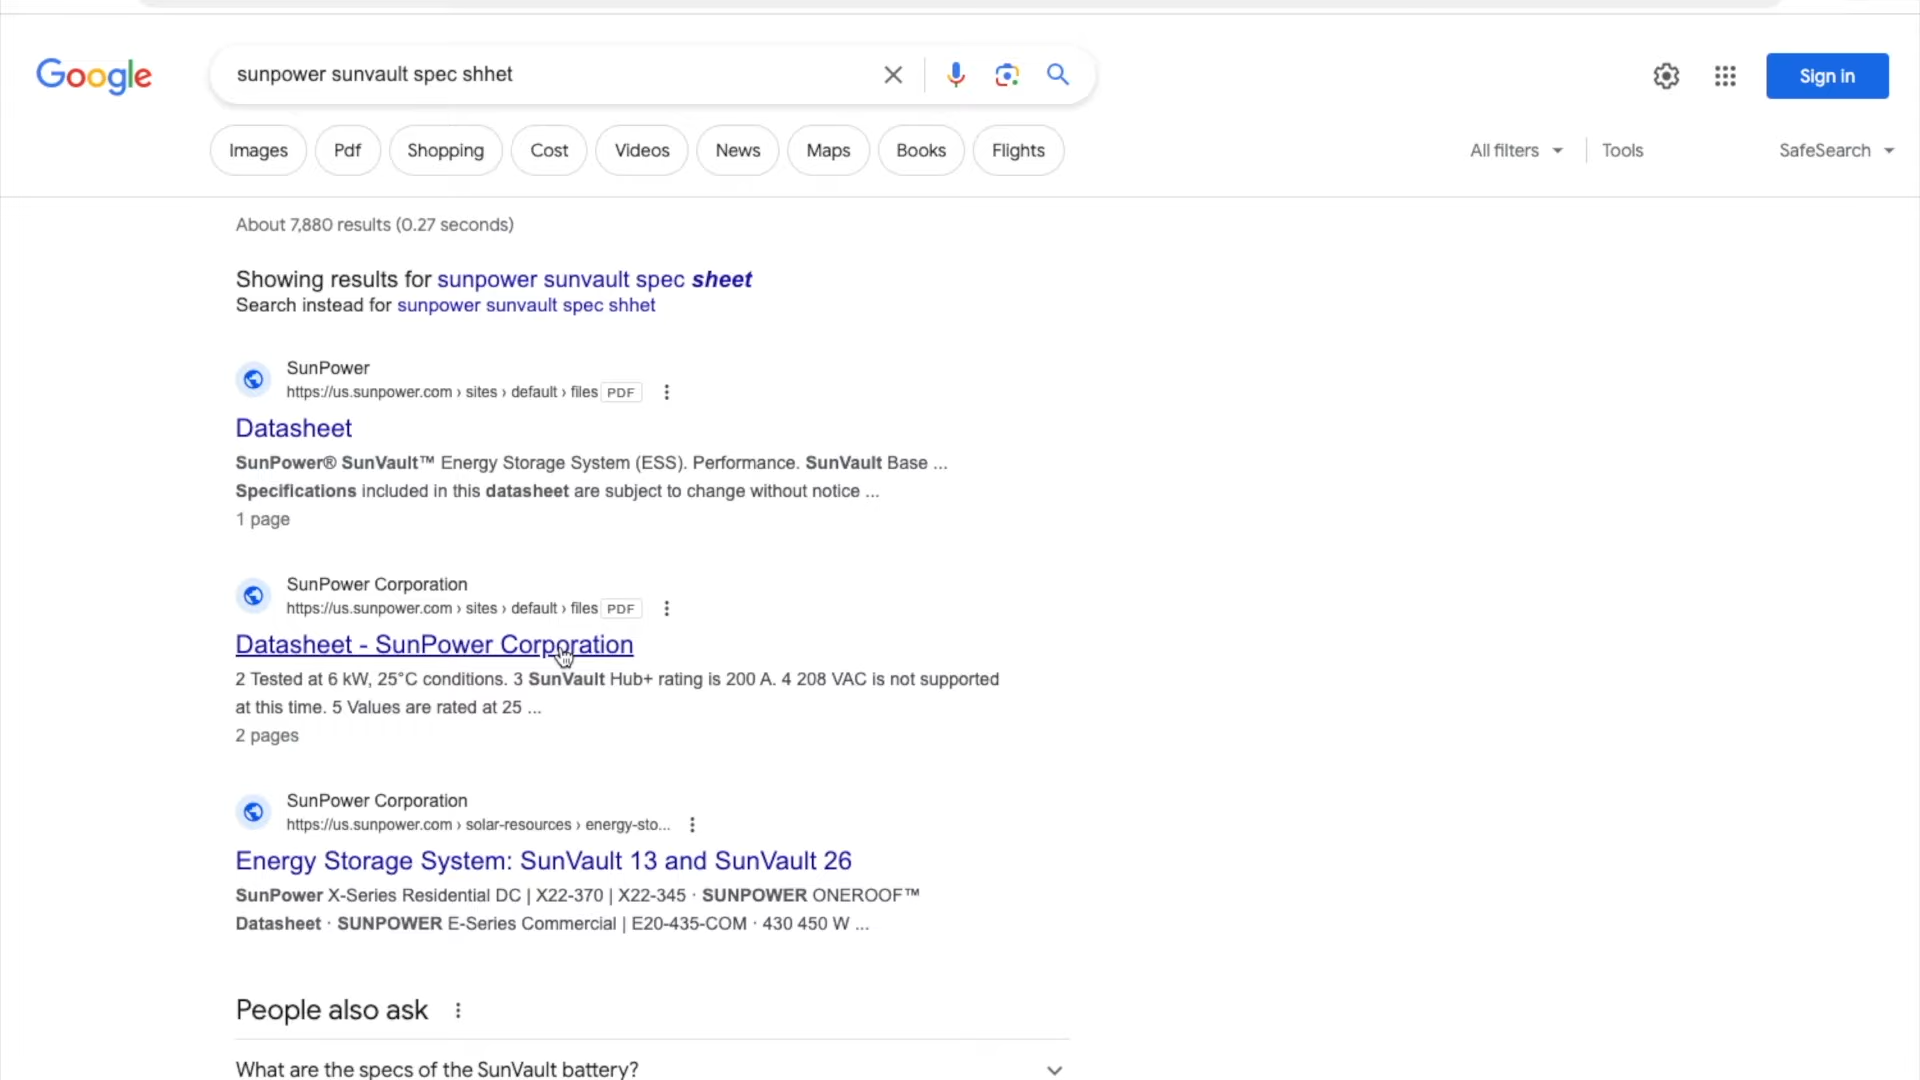 Google
sunpower sunvault spec shhet
Sign in
Images
Pdf
Shopping
Cost
Videos
News
Maps
Books
Flights
All filters
Tools
SafeSearch
About 7,880 results (0.27 seconds)
Showing results for sunpower sunvault spec sheet
Search instead for sunpower sunvault spec shhet
SunPower
https://us.sunpower.com › sites › default › files PDF
Datasheet
SunPower® SunVault™ Energy Storage System (ESS). Performance. SunVault Base ...
Specifications included in this datasheet are subject to change without notice ...
1 page
SunPower Corporation
https://us.sunpower.com › sites › default › files PDF
Datasheet - SunPower Corporation
2 Tested at 6 kW, 25°C conditions. 3 SunVault Hub+ rating is 200 A. 4 208 VAC is not supported
at this time. 5 Values are rated at 25 ...
2 pages
SunPower Corporation
https://us.sunpower.com › solar-resources › energy-sto...
Energy Storage System: SunVault 13 and SunVault 26
SunPower X-Series Residential DC | X22-370 | X22-345 · SUNPOWER ONEROOF™
Datasheet · SUNPOWER E-Series Commercial | E20-435-COM · 430 450 W ...
People also ask
What are the specs of the SunVault battery?